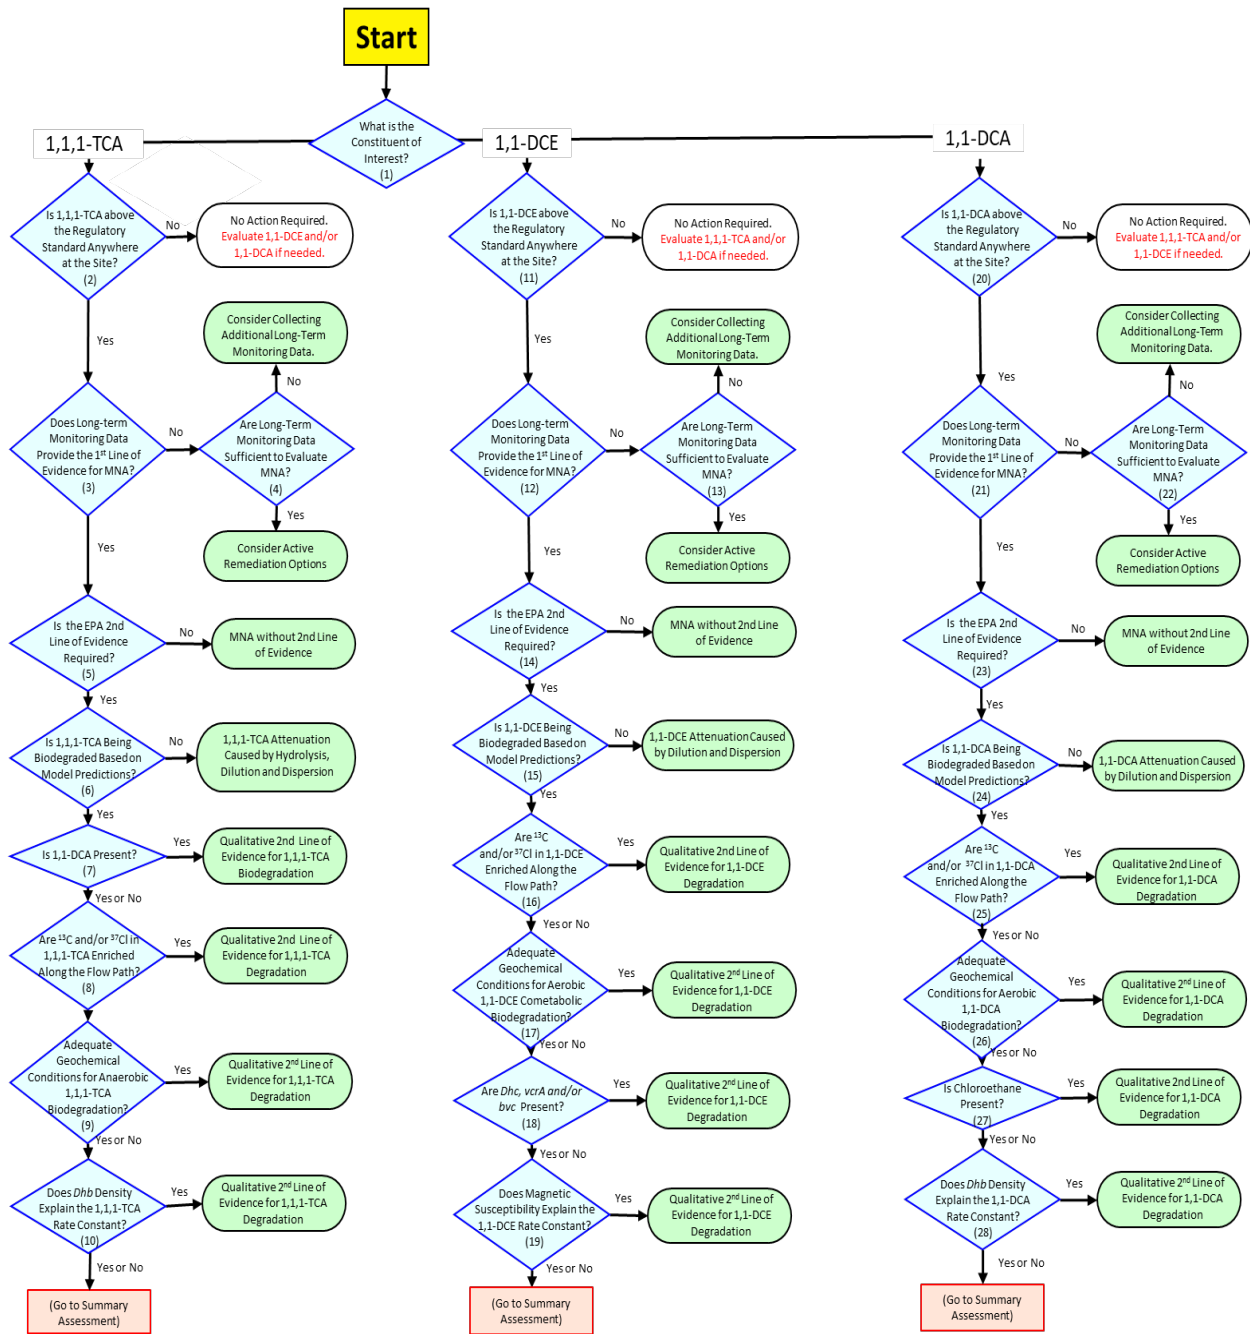 Start
What is the
Constituent of
Interest?
(1)
1,1,1-TCA
1,1-DCE
1,1-DCA
Is 1,1,1-TCA above
the Regulatory
Standard Anywhere
at the Site?
(2)
No
No Action Required.
Evaluate 1,1-DCE and/or
1,1-DCA if needed.
Yes
Consider Collecting
Additional Long-Term
Monitoring Data.
No
Does Long-term
Monitoring Data
Provide the 1st Line of
Evidence for MNA?
(3)
No
Are Long-Term
Monitoring Data
Sufficient to Evaluate
MNA?
(4)
Yes
Consider Active
Remediation Options
Yes
Is the EPA 2nd
Line of Evidence
Required?
(5)
No
MNA without 2nd Line
of Evidence
Yes
Is 1,1,1-TCA Being
Biodegraded Based on
Model Predictions?
(6)
No
1,1,1-TCA Attenuation
Caused by Hydrolysis,
Dilution and Dispersion
Yes
Is 1,1-DCA Present?
(7)
Yes
Qualitative 2nd Line of
Evidence for 1,1,1-TCA
Biodegradation
Yes or No
Are 13C and/or 37Cl in
1,1,1-TCA Enriched
Along the Flow Path?
(8)
Yes
Qualitative 2nd Line of
Evidence for 1,1,1-TCA
Degradation
Adequate
Geochemical
Conditions for Anaerobic
1,1,1-TCA
Biodegradation?
(9)
Yes
Qualitative 2nd Line of
Evidence for 1,1,1-TCA
Degradation
Yes or No
Does Dhb Density
Explain the 1,1,1-TCA
Rate Constant?
(10)
Yes
Qualitative 2nd Line of
Evidence for 1,1,1-TCA
Degradation
Yes or No
(Go to Summary
Assessment)
Is 1,1-DCE above
the Regulatory
Standard Anywhere
at the Site?
(11)
No
No Action Required.
Evaluate 1,1,1-TCA and/or
1,1-DCA if needed.
Yes
Consider Collecting
Additional Long-Term
Monitoring Data.
No
Does Long-term
Monitoring Data
Provide the 1st Line of
Evidence for MNA?
(12)
No
Are Long-Term
Monitoring Data
Sufficient to Evaluate
MNA?
(13)
Yes
Consider Active
Remediation Options
Yes
Is the EPA 2nd
Line of Evidence
Required?
(14)
No
MNA without 2nd Line
of Evidence
Yes
Is 1,1-DCE Being
Biodegraded Based on
Model Predictions?
(15)
No
1,1-DCE Attenuation Caused
by Dilution and Dispersion
Yes
Are 13C
and/or 37Cl in 1,1-DCE
Enriched Along the
Flow Path?
(16)
Yes
Qualitative 2nd Line of
Evidence for 1,1-DCE
Degradation
Yes or No
Adequate
Geochemical
Conditions for Aerobic
1,1-DCE Cometabolic
Biodegradation?
(17)
Yes
Qualitative 2nd Line of
Evidence for 1,1-DCE
Degradation
Yes or No
Are Dhc, vcrA and/or
bvc Present?
(18)
Yes
Qualitative 2nd Line of
Evidence for 1,1-DCE
Degradation
Yes or No
Does Magnetic
Susceptibility Explain the
1,1-DCE Rate Constant?
(19)
Yes
Qualitative 2nd Line of
Evidence for 1,1-DCE
Degradation
Yes or No
(Go to Summary
Assessment)
Is 1,1-DCA above
the Regulatory
Standard Anywhere
at the Site?
(20)
No
No Action Required.
Evaluate 1,1,1-TCA and/or
1,1-DCE if needed.
Yes
Consider Collecting
Additional Long-Term
Monitoring Data.
No
Does Long-term
Monitoring Data
Provide the 1st Line of
Evidence for MNA?
(21)
No
Are Long-Term
Monitoring Data
Sufficient to Evaluate
MNA?
(22)
Yes
Consider Active
Remediation Options
Is the EPA 2nd
Line of Evidence
Required?
(23)
No
MNA without 2nd Line
of Evidence
Yes
Is 1,1-DCA Being
Biodegraded Based on
Model Predictions?
(24)
No
1,1-DCA Attenuation Caused
by Dilution and Dispersion
Yes
Are 13C
and/or 37Cl in 1,1-DCA
Enriched Along the
Flow Path?
(25)
Yes
Qualitative 2nd Line of
Evidence for 1,1-DCA
Degradation
Yes or No
Adequate
Geochemical
Conditions for Aerobic
1,1-DCA
Biodegradation?
(26)
Yes
Qualitative 2nd Line of
Evidence for 1,1-DCA
Degradation
Yes or No
Is Chloroethane
Present?
(27)
Yes
Qualitative 2nd Line of
Evidence for 1,1-DCA
Degradation
Yes or No
Does Dhb Density
Explain the 1,1-DCA
Rate Constant?
(28)
Yes
Qualitative 2nd Line of
Evidence for 1,1-DCA
Degradation
Yes or No
(Go to Summary
Assessment)